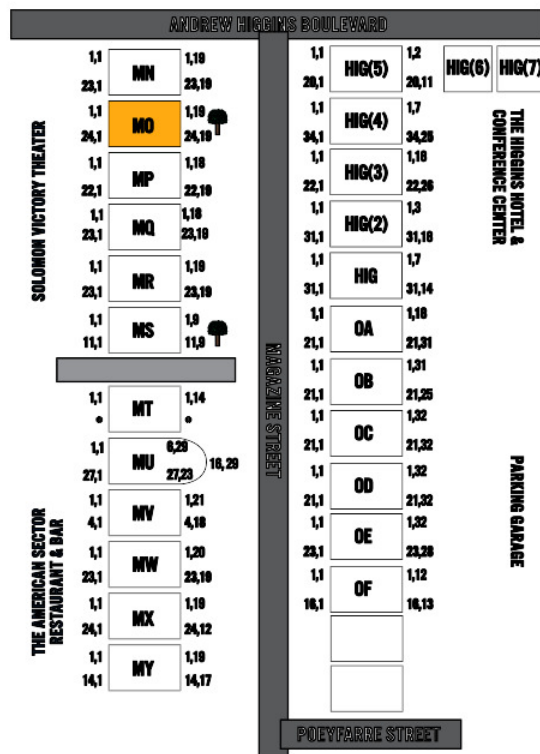 ANDREW HIGGINS BOULEVARD
SOLOMON VICTORY THEATER
1,1 MN 1,19
23,1 23,19
1,1 MO 1,19
24,1 24,19
1,1 MP 1,18
22,1 22,19
1,1 MQ 1,18
23,1 23,19
1,1 MR 1,19
23,1 23,19
1,1 MS 1,9
11,1 11,9
THE AMERICAN SECTOR
RESTAURANT & BAR
1,1 MT 1,14
* *
1,1 MU 6,29
27,1 27,23 16,29
1,1 MV 1,21
4,1 4,18
1,1 MW 1,20
23,1 23,19
1,1 MX 1,19
24,1 24,12
1,1 MY 1,19
14,1 14,17
MAGAZINE STREET
1,1 HIG(5) 1,2 HIG(6) HIG(7)
20,1 20,11
1,1 HIG(4) 1,7
34,1 34,25
1,1 HIG(3) 1,16
22,1 22,26
1,1 HIG(2) 1,3
31,1 31,16
1,1 HIG 1,7
31,1 31,14
1,1 OA 1,18
21,1 21,31
1,1 OB 1,31
21,1 21,25
1,1 OC 1,32
21,1 21,32
1,1 OD 1,32
21,1 21,32
1,1 OE 1,32
23,1 23,28
1,1 OF 1,12
16,1 16,13
THE HIGGINS HOTEL &
CONFERENCE CENTER
PARKING GARAGE
POEYFARRE STREET